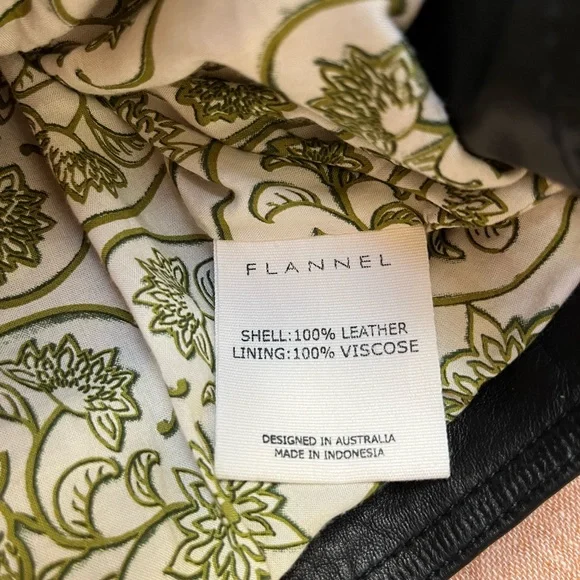 FLANNEL
SHELL:100% LEATHER
LINING:100% VISCOSE
DESIGNED IN AUSTRALIA
MADE IN INDONESIA